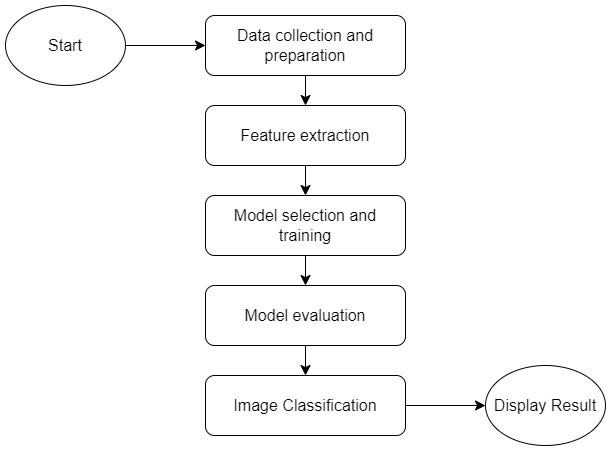 Start
Data collection and
preparation
Feature extraction
Model selection and
training
Model evaluation
Image Classification
Display Result